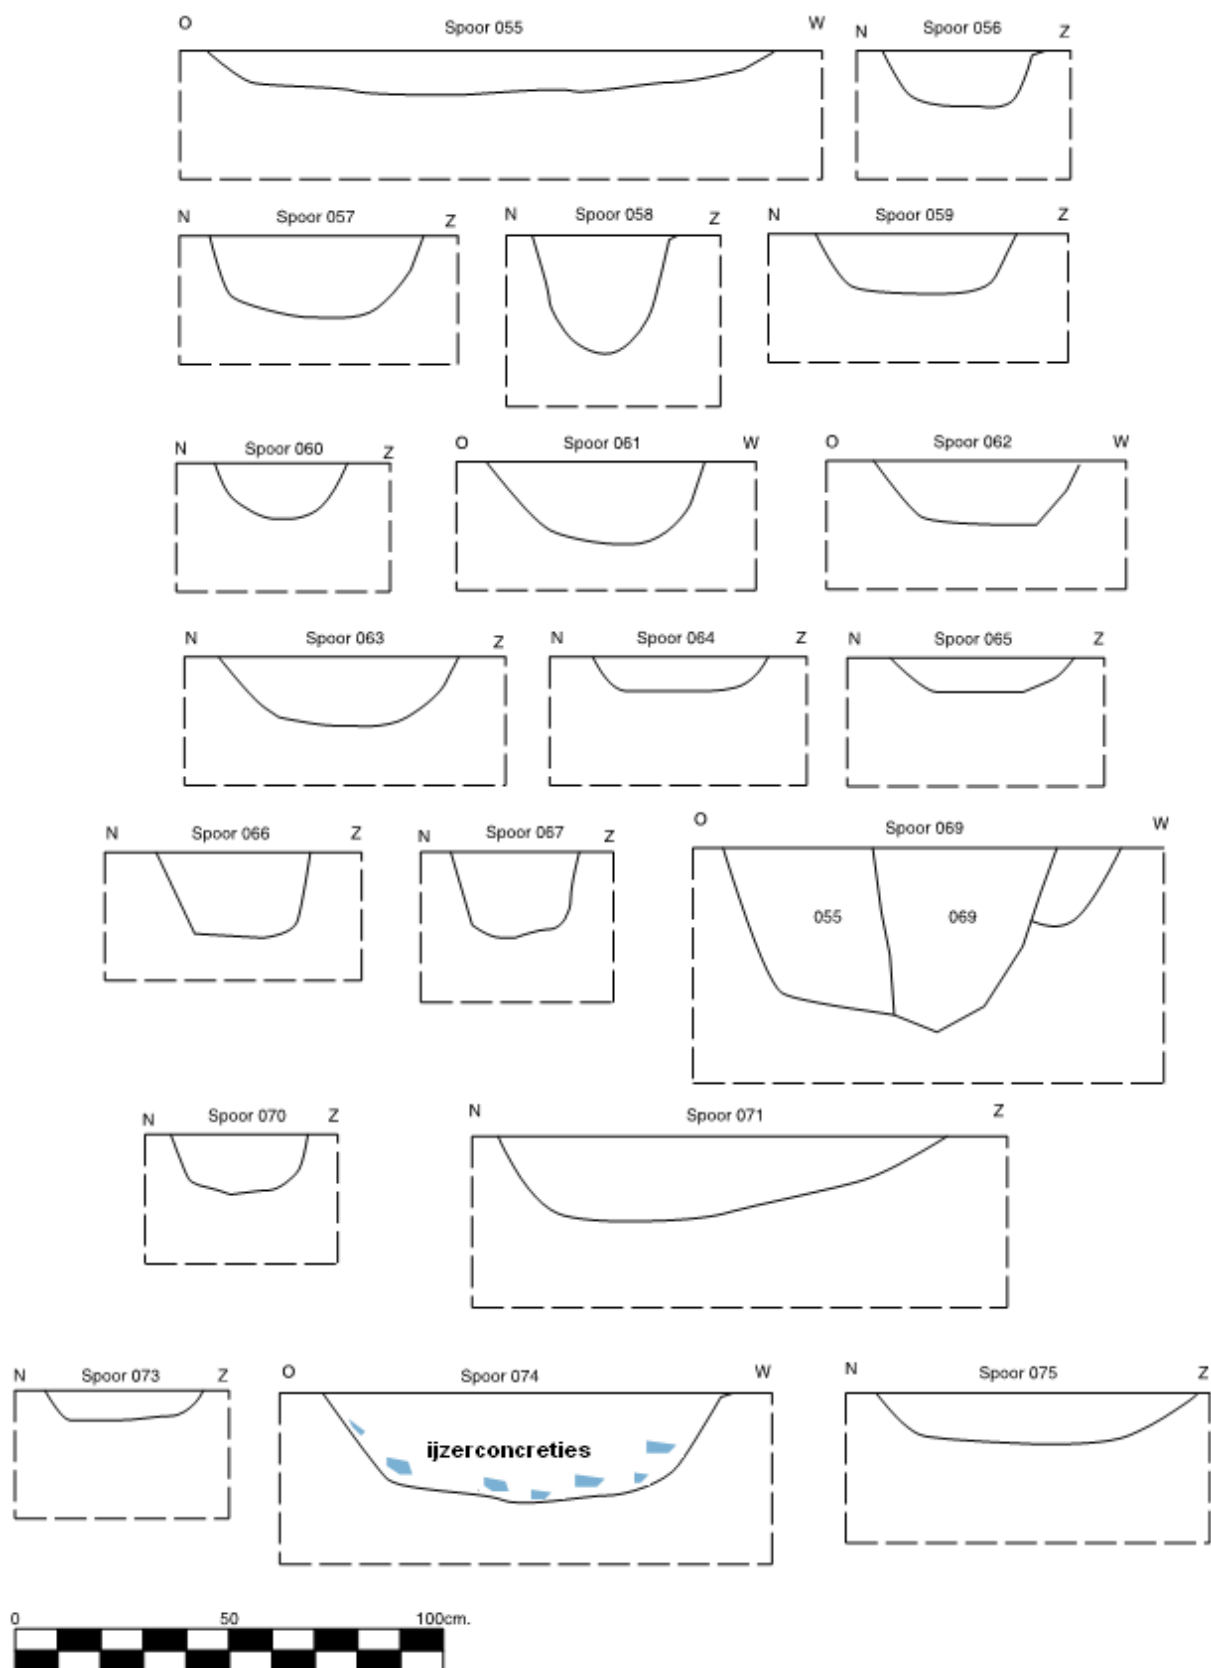 O Spoor 055 W
N Spoor 056 Z
N Spoor 057 Z
N Spoor 058 Z
N Spoor 059 Z
N Spoor 060 Z
O Spoor 061 W
O Spoor 062 W
N Spoor 063 Z
N Spoor 064 Z
N Spoor 065 Z
N Spoor 066 Z
N Spoor 067 Z
O Spoor 069 W
055 069
N Spoor 070 Z
N Spoor 071 Z
N Spoor 073 Z
O Spoor 074 W
ijzerconcreties
N Spoor 075 Z
0 50 100cm.